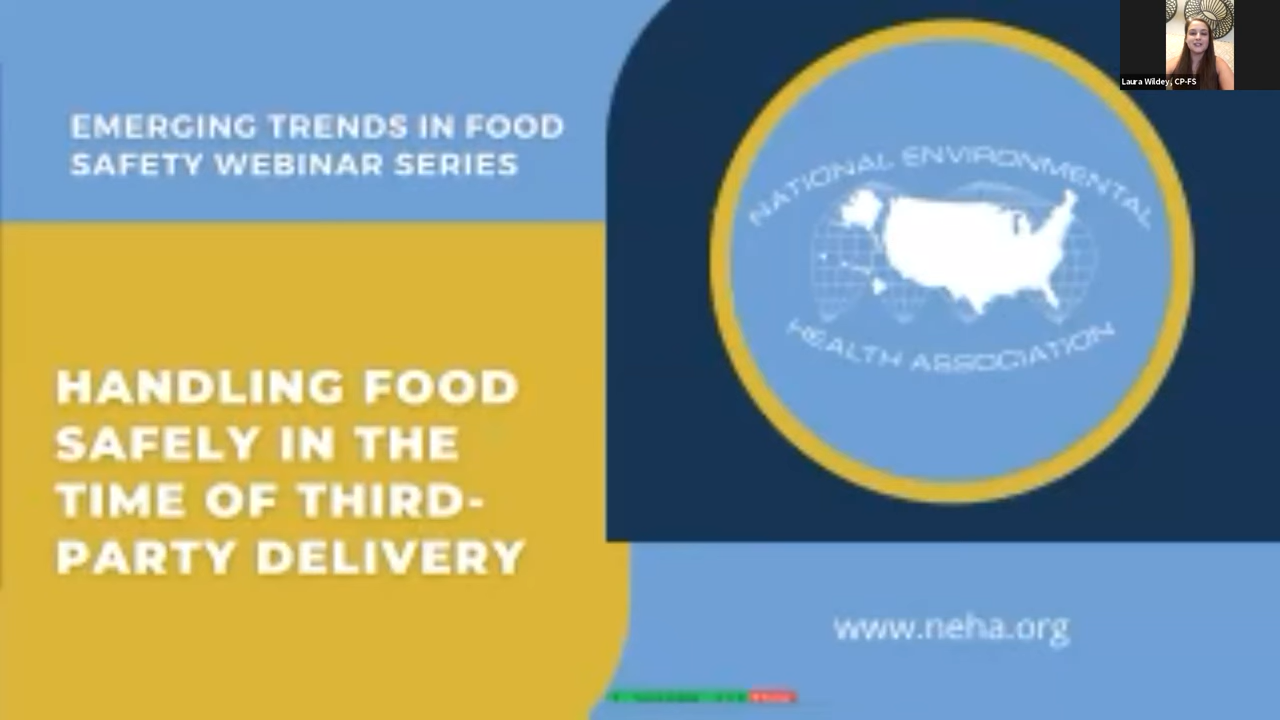 EMERGING TRENDS IN FOOD
SAFETY WEBINAR SERIES
HANDLING FOOD
SAFELY IN THE
TIME OF THIRD-
PARTY DELIVERY
NATIONAL ENVIRONMENTAL
HEALTH ASSOCIATION
www.neha.org
Laura Wildey, CP-FS